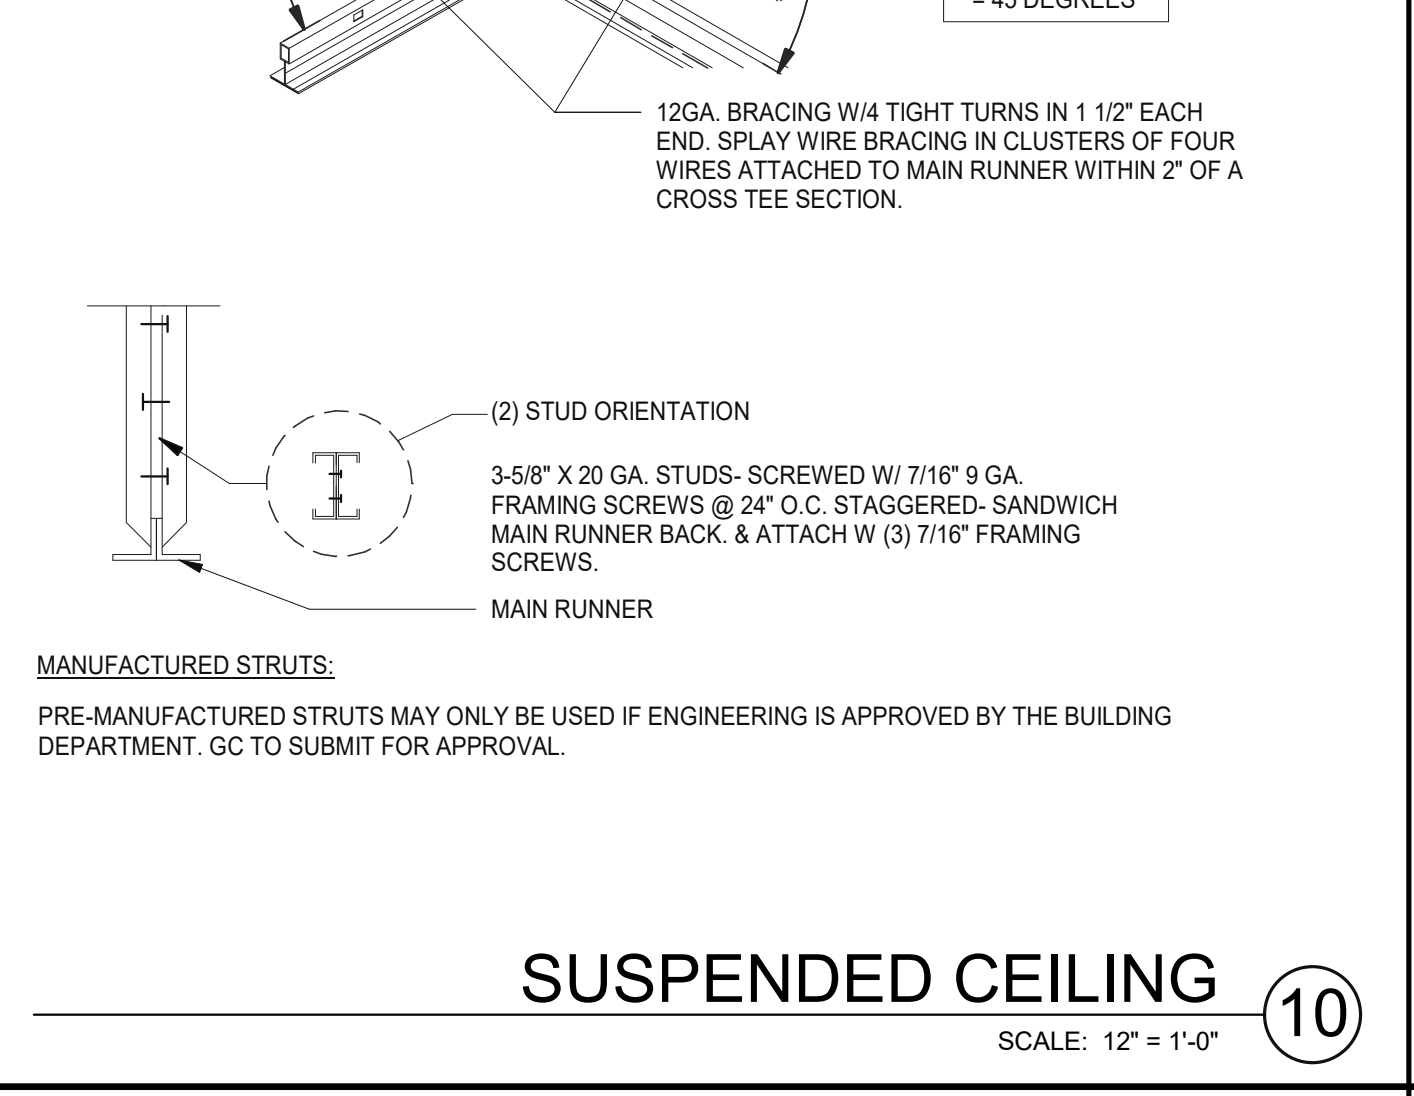 = 45 DEGREES
12GA. BRACING W/4 TIGHT TURNS IN 1 1/2" EACH
END. SPLAY WIRE BRACING IN CLUSTERS OF FOUR
WIRES ATTACHED TO MAIN RUNNER WITHIN 2" OF A
CROSS TEE SECTION.
(2) STUD ORIENTATION
3-5/8" X 20 GA. STUDS- SCREWED W/ 7/16" 9 GA.
FRAMING SCREWS @ 24" O.C. STAGGERED- SANDWICH
MAIN RUNNER BACK. & ATTACH W (3) 7/16" FRAMING
SCREWS.
MAIN RUNNER
MANUFACTURED STRUTS:
PRE-MANUFACTURED STRUTS MAY ONLY BE USED IF ENGINEERING IS APPROVED BY THE BUILDING
DEPARTMENT. GC TO SUBMIT FOR APPROVAL.
SUSPENDED CEILING
10
SCALE: 12" = 1'-0"